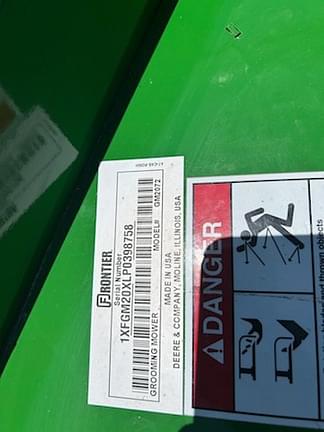 FRONTIER
Serial Number
1XFGM20XLP0398758
GROOMING MOWER MODEL# GM2072
MADE IN USA
DEERE & COMPANY, MOLINE, ILLINOIS, USA
DANGER